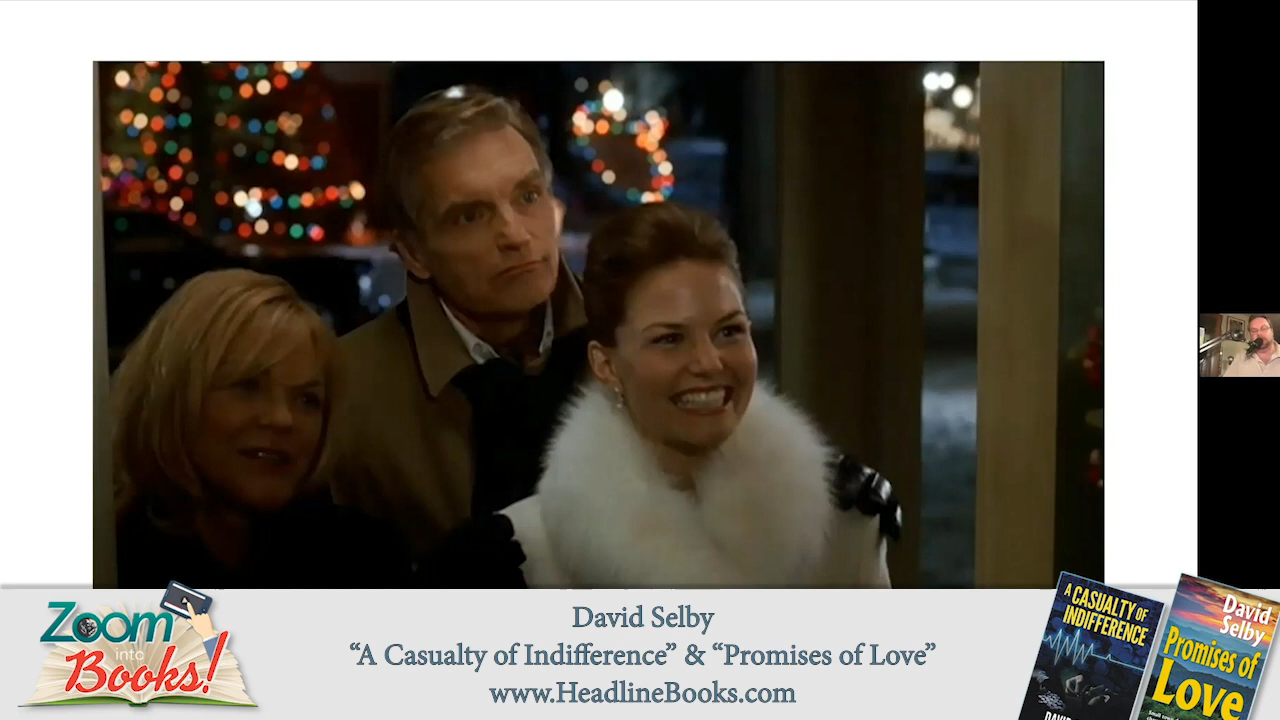 Zoom
into
Books!
David Selby
“A Casualty of Indifference” & “Promises of Love”
www.HeadlineBooks.com
A CASUALTY OF
INDIFFERENCE
DAVID
David
Selby
Promises of
Love